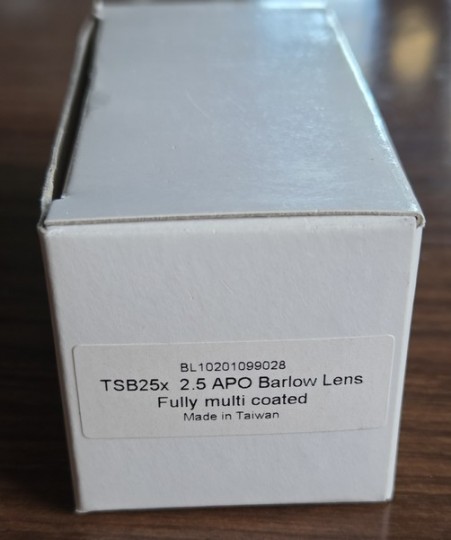 BL10201099028
TSB25x 2.5 APO Barlow Lens
Fully multi coated
Made in Taiwan